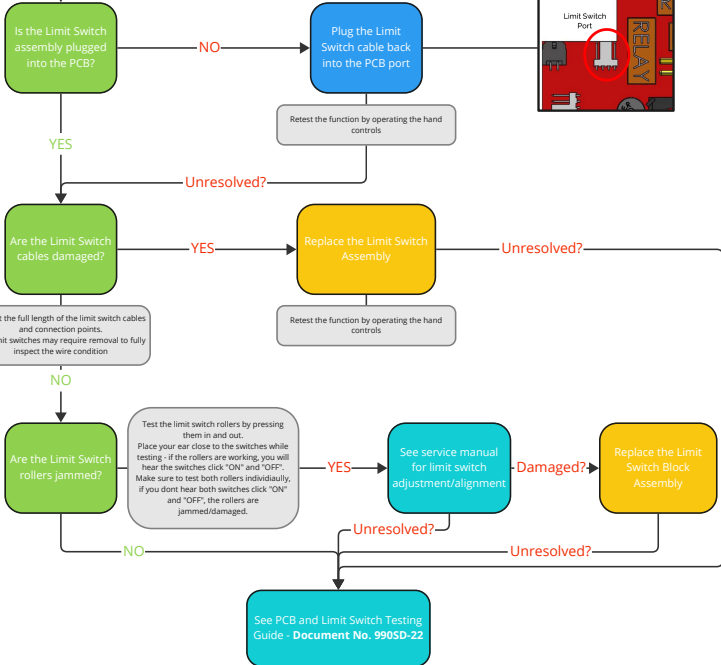 Is the Limit Switch
assembly plugged
into the PCB?
NO
Plug the Limit
Switch cable back
into the PCB port
Limit Switch
Port
RELAY
Retest the function by operating the hand
controls
YES
Unresolved?
Are the Limit Switch
cables damaged?
YES
Replace the Limit Switch
Assembly
Unresolved?
Retest the function by operating the hand
controls
the full length of the limit switch cables
and connection points.
switches may require removal to fully
inspect the wire condition
NO
Are the Limit Switch
rollers jammed?
Test the limit switch rollers by pressing
them in and out.
Place your ear close to the switches while
testing - if the rollers are working, you will
hear the switches click "ON" and "OFF".
Make sure to test both rollers individiaully,
if you dont hear both switches click "ON"
and "OFF", the rollers are
jammed/damaged.
YES
See service manual
for limit switch
adjustment/alignment
Damaged?
Replace the Limit
Switch Block
Assembly
Unresolved?
NO
Unresolved?
See PCB and Limit Switch Testing
Guide - Document No. 990SD-22